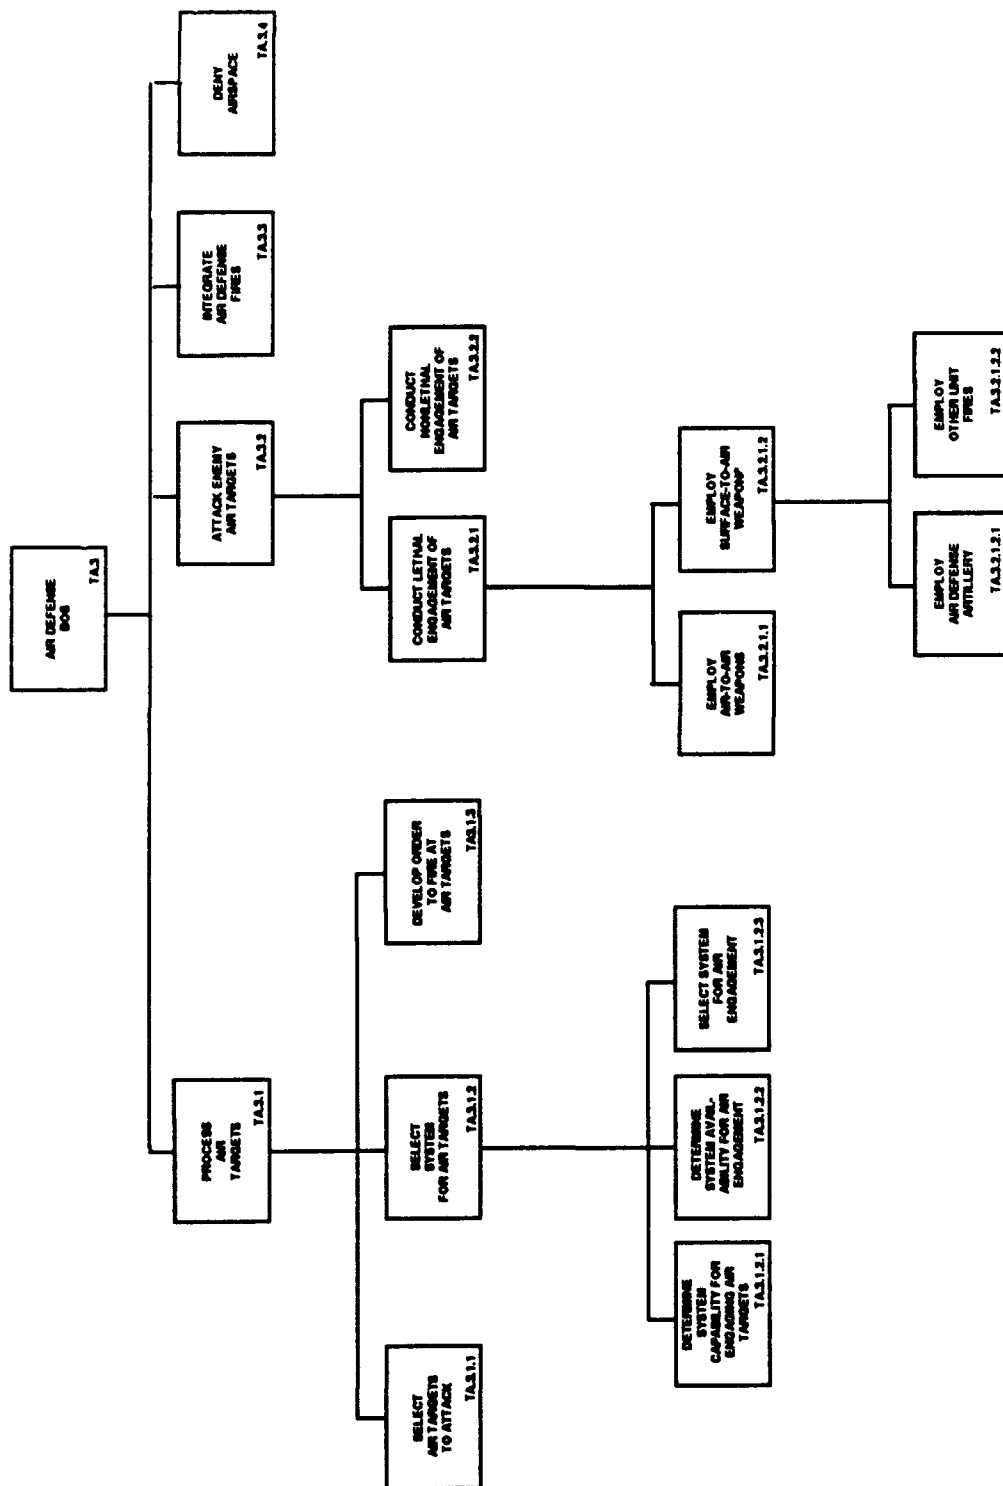 AIR DEFENSE
BOS
TA.3
PROCESS
AIR
TARGETS
TA.3.1
ATTACK ENEMY
AIR TARGETS
TA.3.2
INTEGRATE
AIR DEFENSE
FIRES
TA.3.3
DENY
AIRSPACE
TA.3.4
SELECT
AIR TARGETS
TO ATTACK
TA.3.1.1
SELECT
SYSTEM
FOR AIR TARGETS
TA.3.1.2
DEVELOP ORDER
TO FIRE AT
AIR TARGETS
TA3.1.3
CONDUCT LETHAL
ENGAGEMENT OF
AIR TARGETS
TA.3.2.1
CONDUCT
NONLETHAL
ENGAGEMENT OF
AIR TARGETS
TA.3.2.2
DETERMINE
SYSTEM
CAPABILITY FOR
ENGAGING AIR
TARGETS
TA.3.1.2.1
DETERMINE
SYSTEM AVAIL-
ABILITY FOR AIR
ENGAGEMENT
TA.3.1.2.2
SELECT SYSTEM
FOR AIR
ENGAGEMENT
TA.3.1.2.3
EMPLOY
AIR-TO-AIR
WEAPONS
TA.3.2.1.1
EMPLOY
SURFACE-TO-AIR
WEAPONS
TA.3.2.1.2
EMPLOY
AIR DEFENSE
ARTILLERY
TA.3.2.1.2.1
EMPLOY
OTHER UNIT
FIRES
TA.3.2.1.2.2